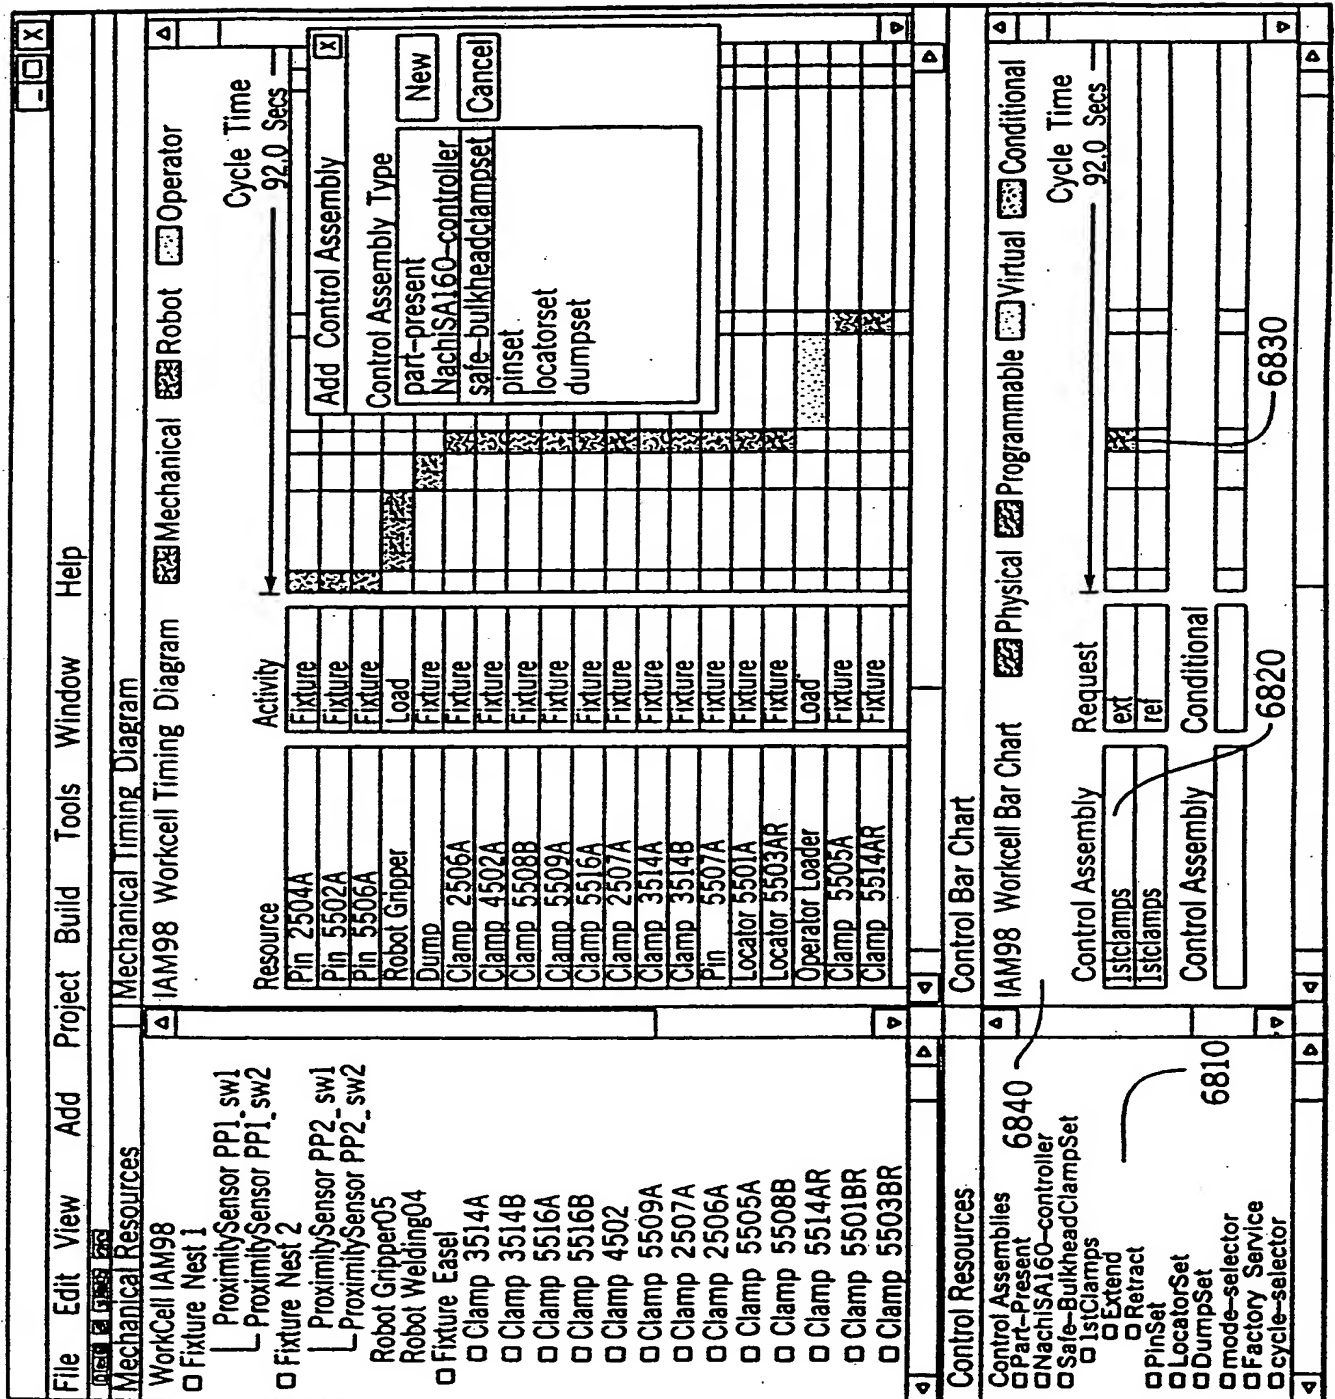 File Edit View Add Project Build Tools Window Help
Mechanical Resources
WorkCell IAM98
Fixture Nest 1
ProximitySensor PP1_sw1
ProximitySensor PP1_sw2
Fixture Nest 2
ProximitySensor PP2_sw1
ProximitySensor PP2_sw2
Robot Gripper05
Robot Welding04
Fixture Easel
Clamp 3514A
Clamp 3514B
Clamp 5516A
Clamp 5516B
Clamp 4502
Clamp 5509A
Clamp 2507A
Clamp 2506A
Clamp 5505A
Clamp 5508B
Clamp 5514AR
Clamp 5501BR
Clamp 5503BR
Mechanical Timing Diagram
IAM98 Workcell Timing Diagram Mechanical Robot Operator
Cycle Time
92.0 Secs
Resource Activity
Pin 2504A Fixture
Pin 5502A Fixture
Pin 5506A Fixture
Robot Gripper Load
Dump Fixture
Clamp 2506A Fixture
Clamp 4502A Fixture
Clamp 5508B Fixture
Clamp 5509A Fixture
Clamp 5516A Fixture
Clamp 2507A Fixture
Clamp 3514A Fixture
Clamp 3514B Fixture
Pin 5507A Fixture
Locator 5501A Fixture
Locator 5503AR Fixture
Operator Loader Load
Clamp 5505A Fixture
Clamp 5514AR Fixture
Add Control Assembly X
Control Assembly Type
part-present
NachiSA160-controller
safe-bulkheadclampset
pinset
locatorset
dumpset
New
Cancel
Control Resources
Control Assemblies
Part-Present
NachiSA160-controller
Safe-BulkheadClampSet
1stClamps
Extend
Retract
PinSet
LocatorSet
DumpSet
mode-selector
Factory Service
cycle-selector
6840
6810
Control Bar Chart
IAM98 Workcell Bar Chart Physical Programmable Virtual Conditional
Cycle Time
92.0 Secs
Control Assembly Request
1stclamps ext
1stclamps ref
Control Assembly Conditional
6820
6830